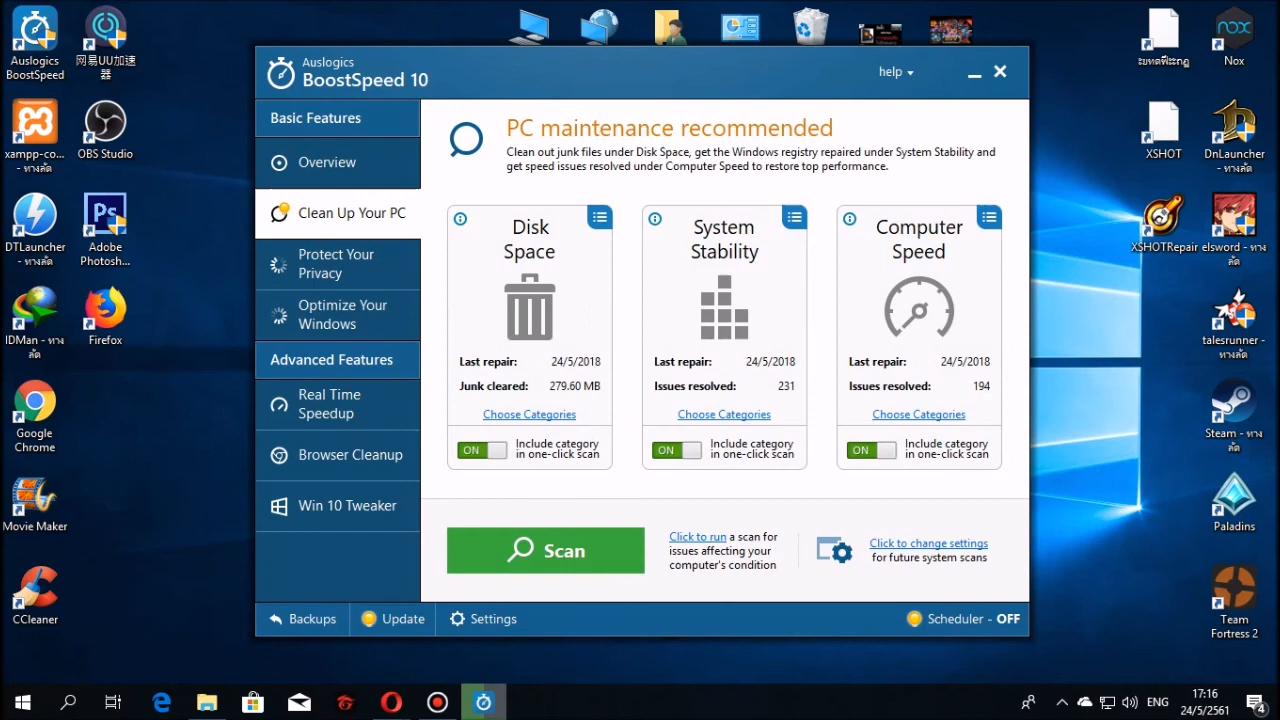 Auslogics
BoostSpeed
网易UU加速
器
xampp-co...
- ทางลัด
OBS Studio
DTLauncher
- ทางลัด
Adobe
Photosh...
IDMan - ทาง
ลัด
Firefox
Google
Chrome
Movie Maker
CCleaner
Auslogics
BoostSpeed 10
help
Basic Features
Overview
Clean Up Your PC
Protect Your
Privacy
Optimize Your
Windows
Advanced Features
Real Time
Speedup
Browser Cleanup
Win 10 Tweaker
PC maintenance recommended
Clean out junk files under Disk Space, get the Windows registry repaired under System Stability and
get speed issues resolved under Computer Speed to restore top performance.
Disk
Space
Last repair: 24/5/2018
Junk cleared: 279.60 MB
Choose Categories
ON
Include category
in one-click scan
System
Stability
Last repair: 24/5/2018
Issues resolved: 231
Choose Categories
ON
Include category
in one-click scan
Computer
Speed
Last repair: 24/5/2018
Issues resolved: 194
Choose Categories
ON
Include category
in one-click scan
Scan
Click to run a scan for
issues affecting your
computer's condition
Click to change settings
for future system scans
Backups
Update
Settings
Scheduler - OFF
nox
Nox
XSHOT
DnLauncher
- ทางลัด
XSHOTRepair
elsword - ทาง
ลัด
talesrunner -
ทางลัด
Steam - ทาง
ลัด
Paladins
Team
Fortress 2
ENG
17:16
24/5/2561
4